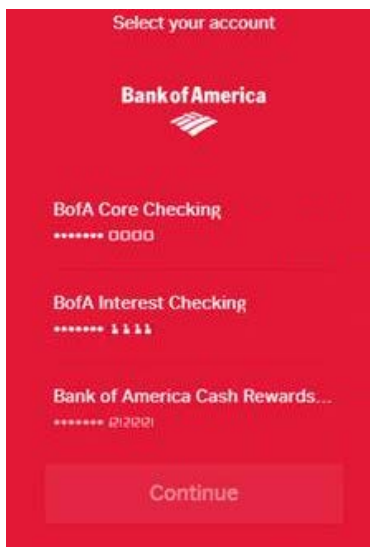 Select your account
Bank of America
BofA Core Checking
••••••• 0000
BofA Interest Checking
••••••• 1111
Bank of America Cash Rewards...
•••••••
Continue